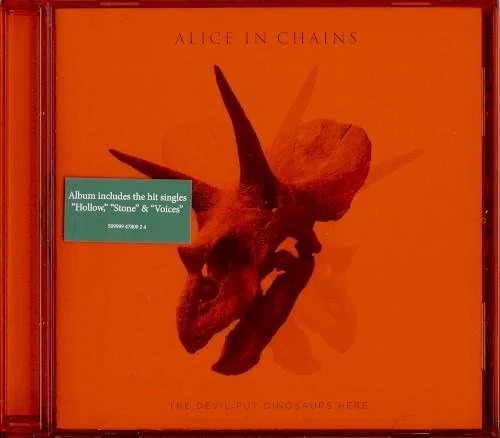 ALICE IN CHAINS
Album includes the hit singles
"Hollow," "Stone" & "Voices"
THE DEVIL PUT DINOSAURS HERE